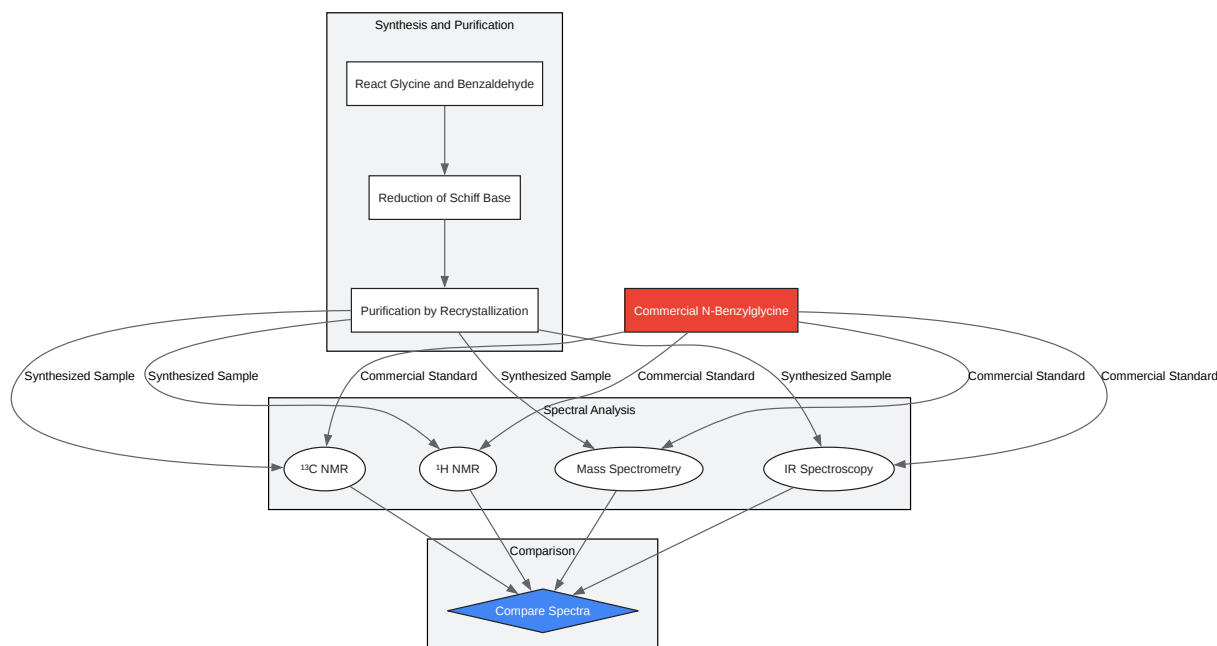 Synthesis and Purification
React Glycine and Benzaldehyde
Reduction of Schiff Base
Purification by Recrystallization
Commercial N-Benzylglycine
Synthesized Sample
Synthesized Sample
Commercial Standard
Synthesized Sample
Commercial Standard
Synthesized Sample
Commercial Standard
Commercial Standard
Spectral Analysis
¹³C NMR
¹H NMR
Mass Spectrometry
IR Spectroscopy
Comparison
Compare Spectra